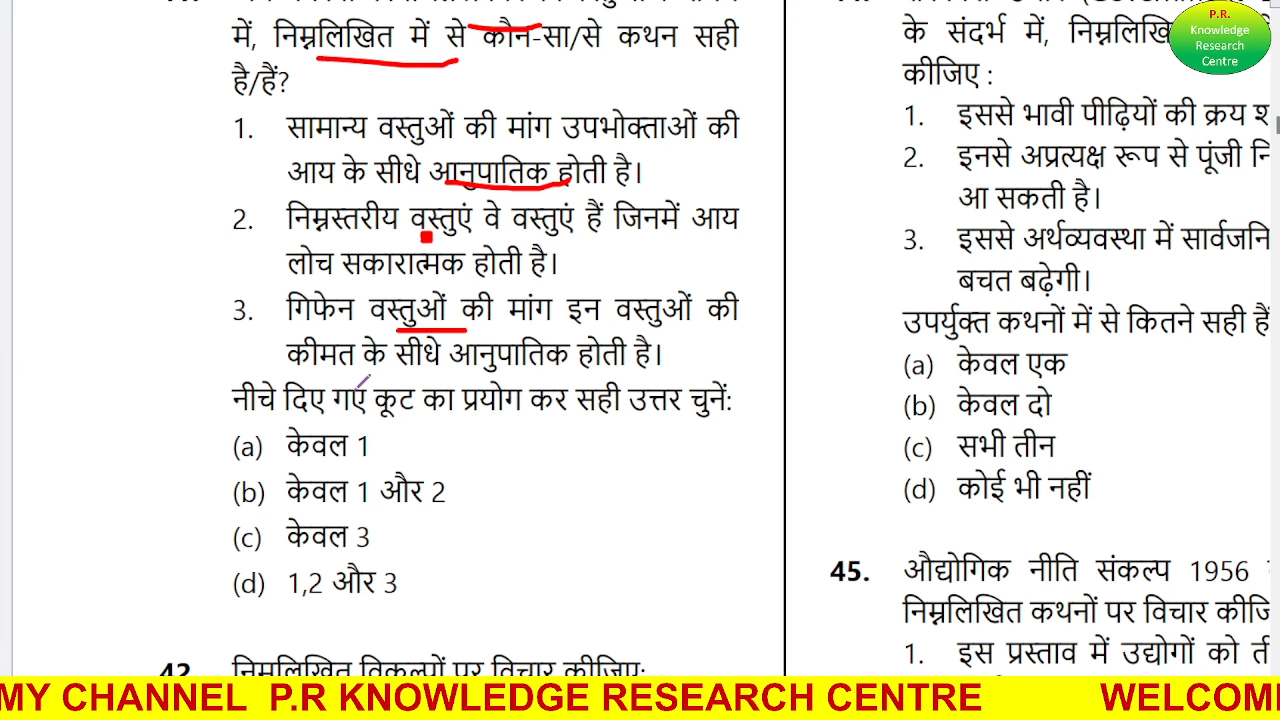 में, निम्नलिखित में से कौन-सा/से कथन सही
है/हैं?
1. सामान्य वस्तुओं की मांग उपभोक्ताओं की
आय के सीधे आनुपातिक होती है।
2. निम्नस्तरीय वस्तुएं वे वस्तुएं हैं जिनमें आय
लोच सकारात्मक होती है।
3. गिफेन वस्तुओं की मांग इन वस्तुओं की
कीमत के सीधे आनुपातिक होती है।
नीचे दिए गए कूट का प्रयोग कर सही उत्तर चुनें:
(a) केवल 1
(b) केवल 1 और 2
(c) केवल 3
(d) 1,2 और 3
42. निम्नलिखित विकल्पों पर विचार कीजिए:
के संदर्भ में,
कीजिए :
1. इससे भावी पीढ़ियों की क्रय
2. इनसे अप्रत्यक्ष रूप से पूंजी
आ सकती है।
3. इससे अर्थव्यवस्था में
बचत बढ़ेगी।
उपर्युक्त कथनों में से कितने सही हैं
(a) केवल एक
(b) केवल दो
(c) सभी तीन
(d) कोई भी नहीं
45. औद्योगिक नीति संकल्प 1956
निम्नलिखित कथनों पर विचार
1. इस प्रस्ताव में उद्योगों को
P.R.
Knowledge
Research
Centre
MY CHANNEL P.R KNOWLEDGE RESEARCH CENTRE WELCOM